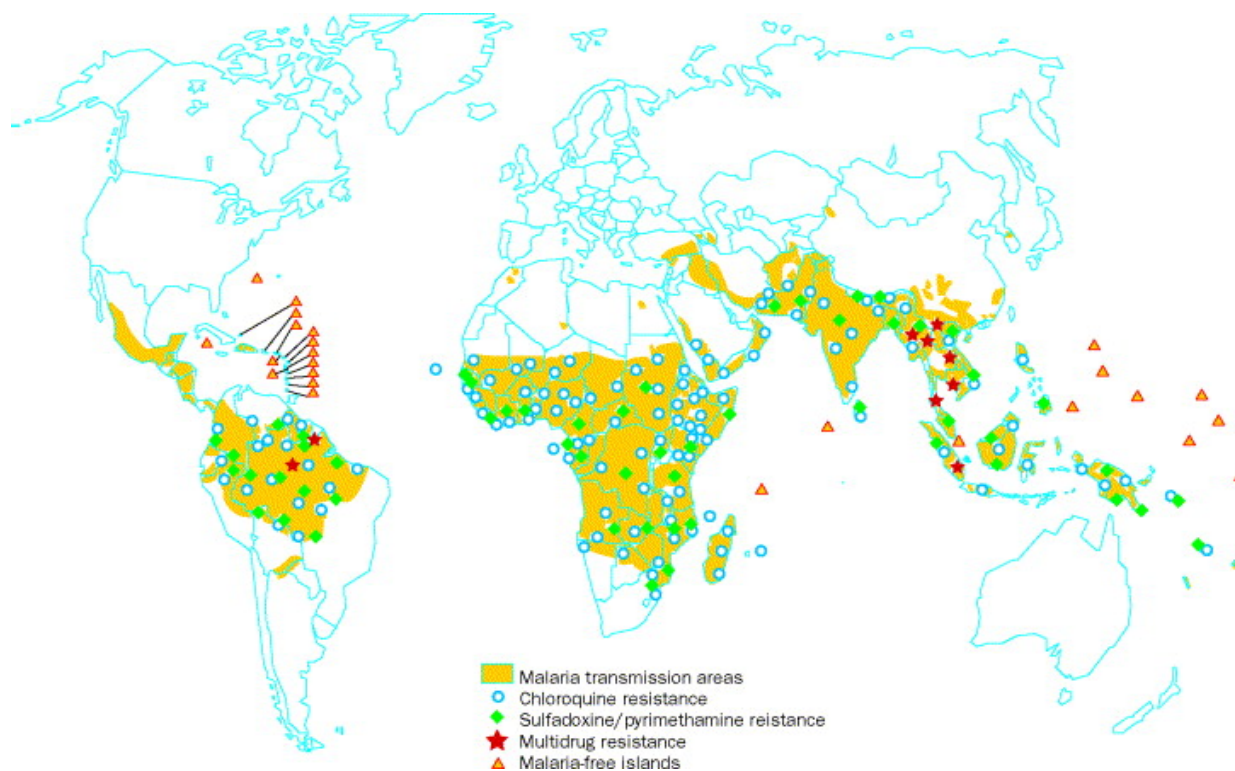 Malaria transmission areas
Chloroquine resistance
Sulfadoxine/pyrimethamine reistance
Multidrug resistance
Malaria-free islands